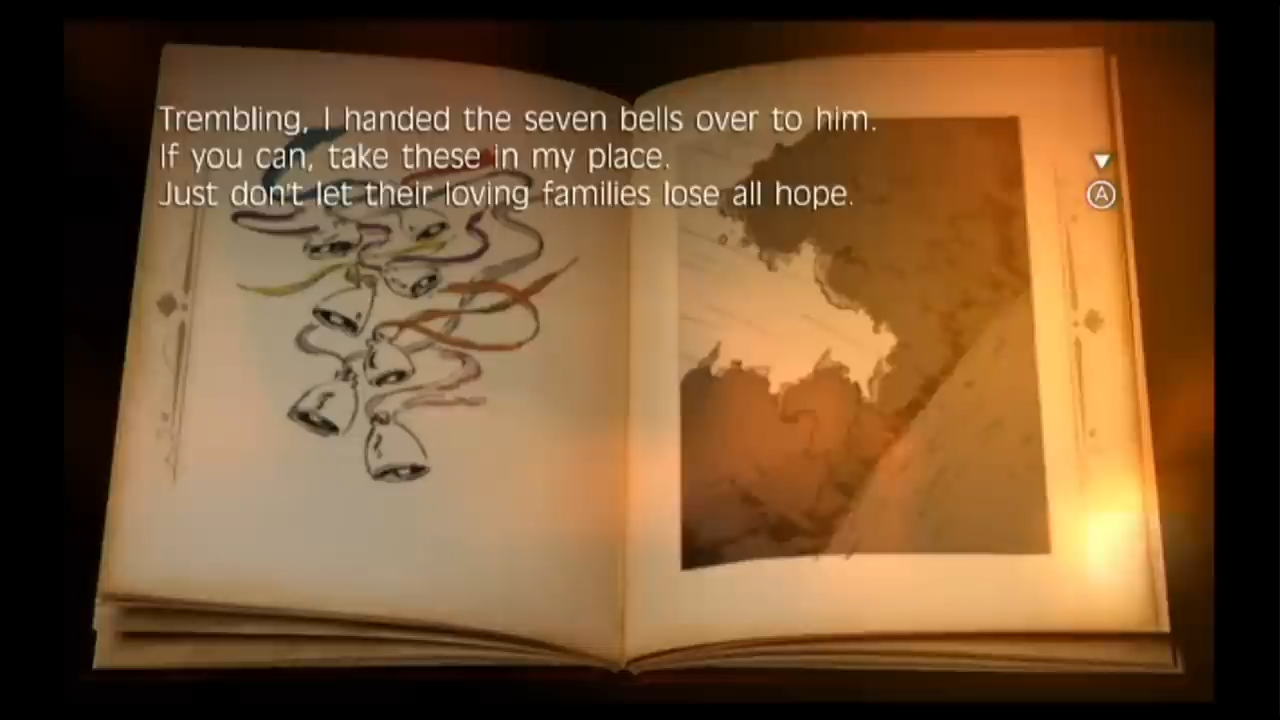 Trembling, I handed the seven bells over to him.
If you can, take these in my place.
Just don't let their loving families lose all hope.
A